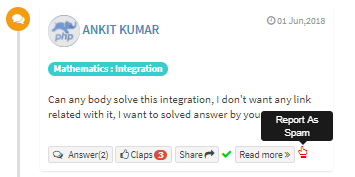 php
ANKIT KUMAR
01 Jun,2018
Mathematics : Integration
Can any body solve this integration, I don't want any link
related with it, I want to solved answer by you
Report As
Spam
Answer(2) Claps 3 Share Read more »